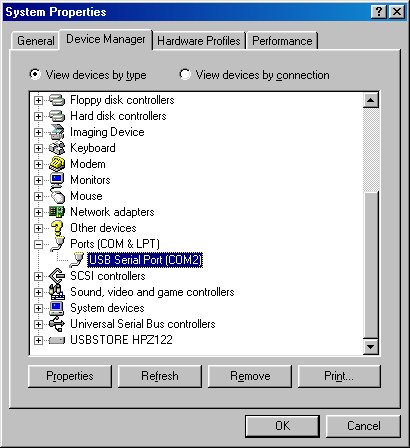 System Properties
General Device Manager Hardware Profiles Performance
View devices by type View devices by connection
Floppy disk controllers
Hard disk controllers
Imaging Device
Keyboard
Modem
Monitors
Mouse
Network adapters
Other devices
Ports (COM & LPT)
USB Serial Port (COM2)
SCSI controllers
Sound, video and game controllers
System devices
Universal Serial Bus controllers
USBSTORE HPZ122
Properties Refresh Remove Print...
OK Cancel